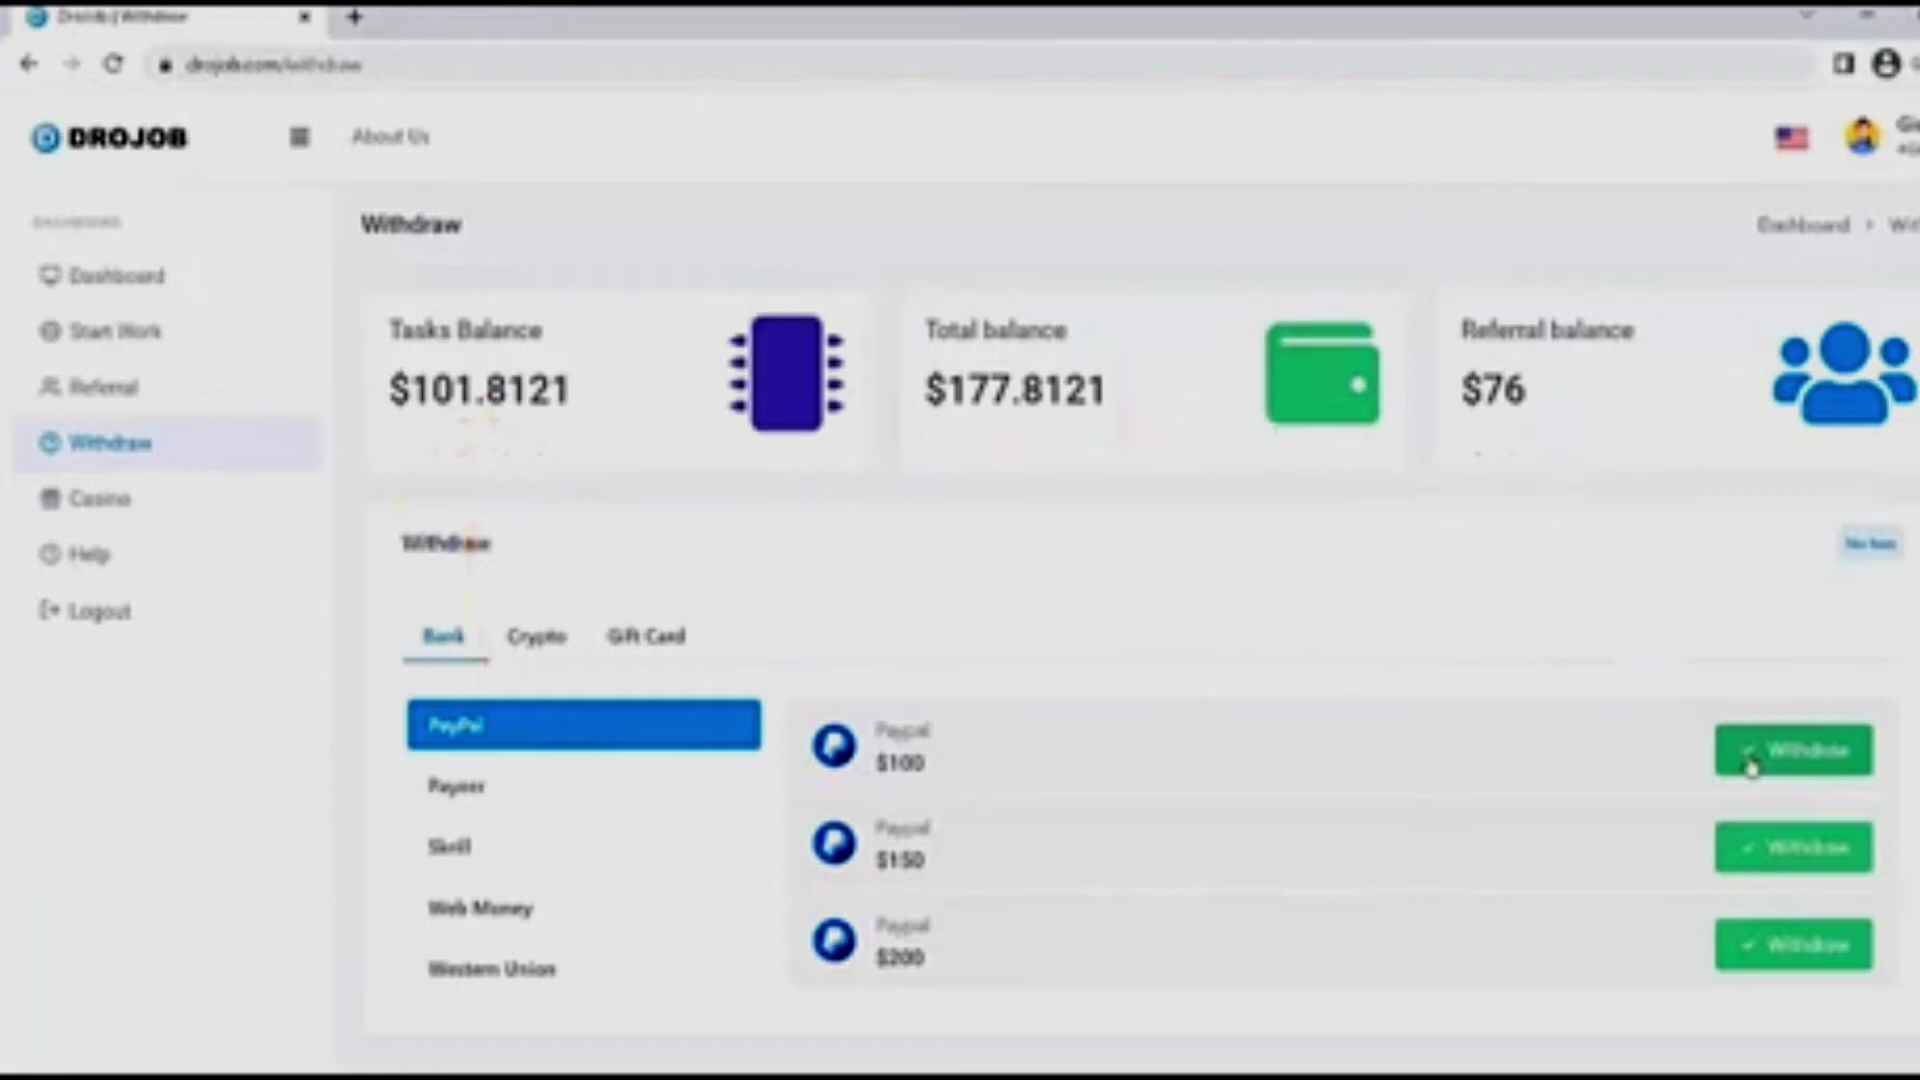 Drojob | Withdraw
drojob.com/withdraw
DROJOB
About Us
DASHBOARD
Dashboard
Start Work
Referral
Withdraw
Casino
Help
Logout
Withdraw
Dashboard
Tasks Balance
$101.8121
Total balance
$177.8121
Referral balance
$76
Withdraw
No fees
Bank
Crypto
Gift Card
PayPal
Payeer
Skrill
Web Money
Western Union
Paypal
$100
Withdraw
Paypal
$150
Withdraw
Paypal
$200
Withdraw